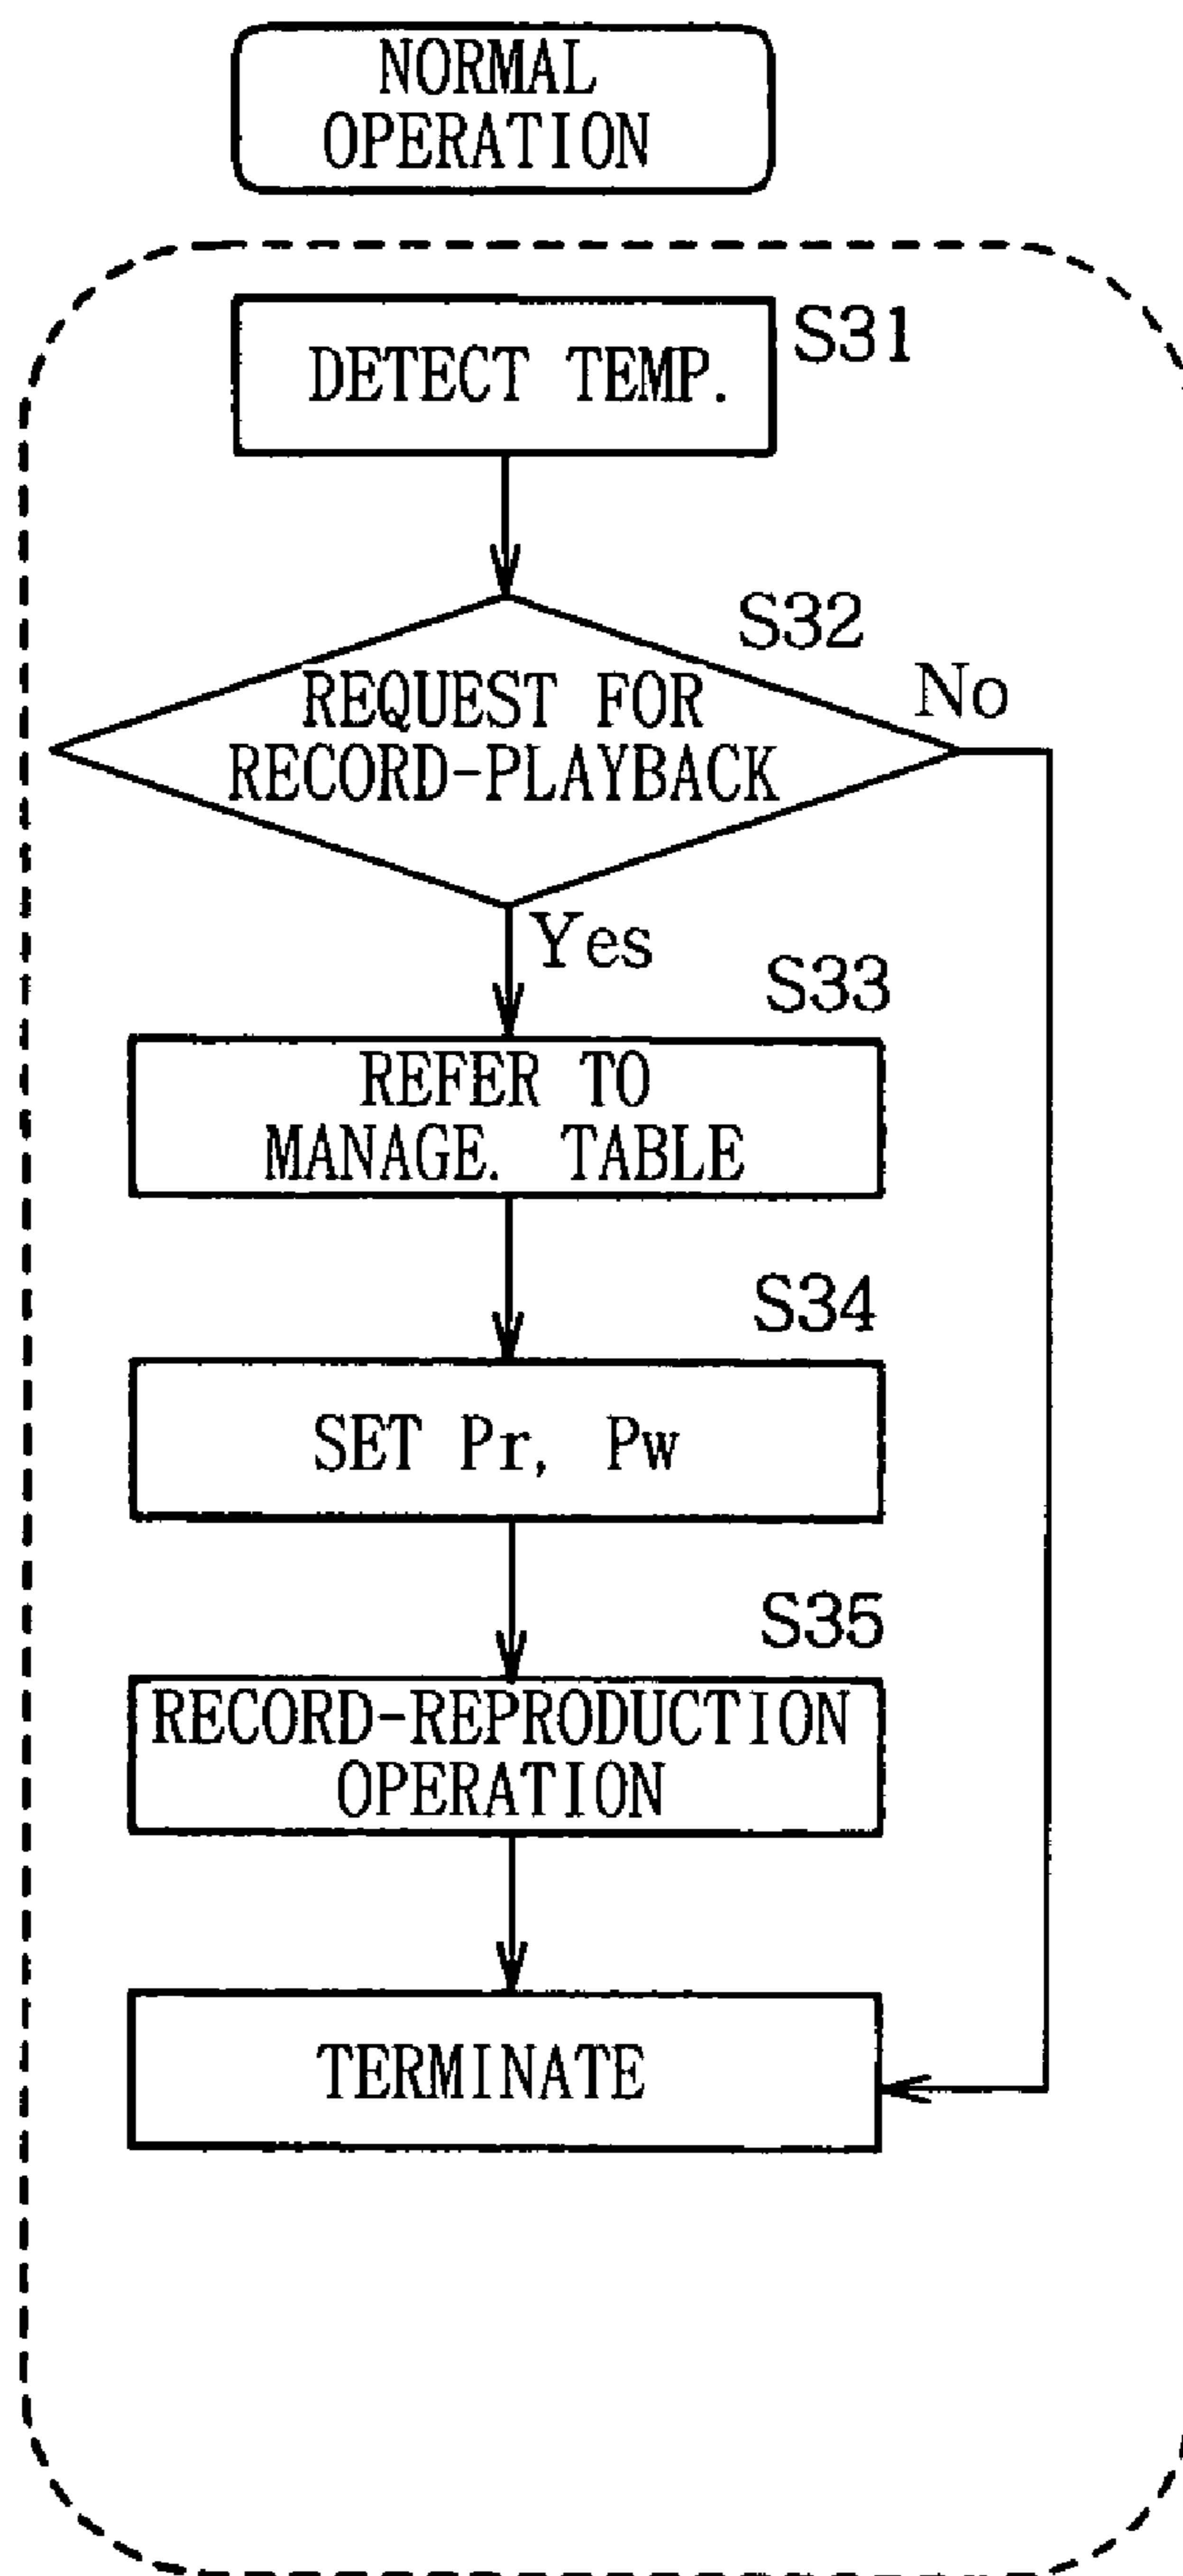 NORMAL
OPERATION
DETECT TEMP.
S31
S32
REQUEST FOR
RECORD-PLAYBACK
No
Yes
S33
REFER TO
MANAGE. TABLE
S34
SET Pr, Pw
S35
RECORD-REPRODUCTION
OPERATION
TERMINATE